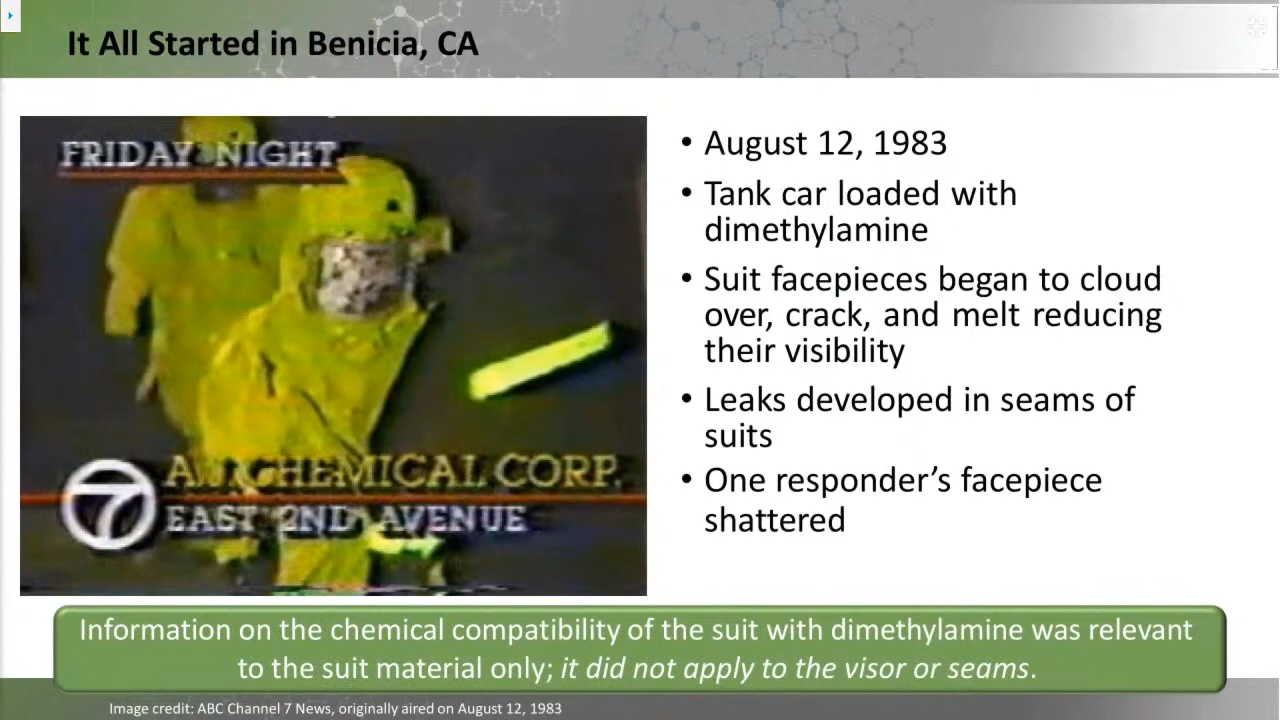 It All Started in Benicia, CA
FRIDAY NIGHT
7
CHEMICAL CORP.
EAST 2ND AVENUE
• August 12, 1983
• Tank car loaded with
dimethylamine
• Suit facepieces began to cloud
over, crack, and melt reducing
their visibility
• Leaks developed in seams of
suits
• One responder’s facepiece
shattered
Information on the chemical compatibility of the suit with dimethylamine was relevant
to the suit material only; it did not apply to the visor or seams.
Image credit: ABC Channel 7 News, originally aired on August 12, 1983